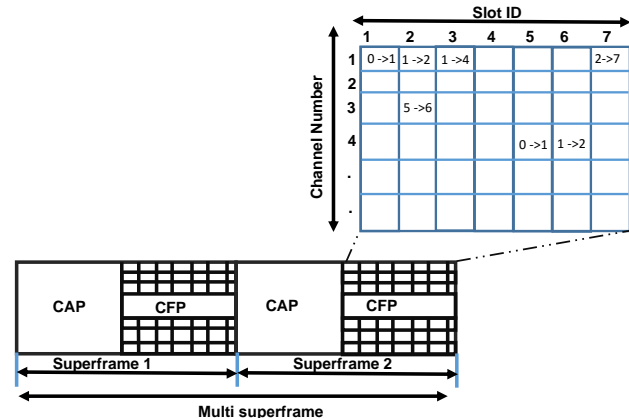 Slot ID
1 2 3 4 5 6 7
Channel Number
1 0 ->1 1 ->2 1 ->4 2->7
2
3 5 ->6
4 0 ->1 1 ->2
.
.
CAP CFP CAP CFP
Superframe 1 Superframe 2
Multi superframe